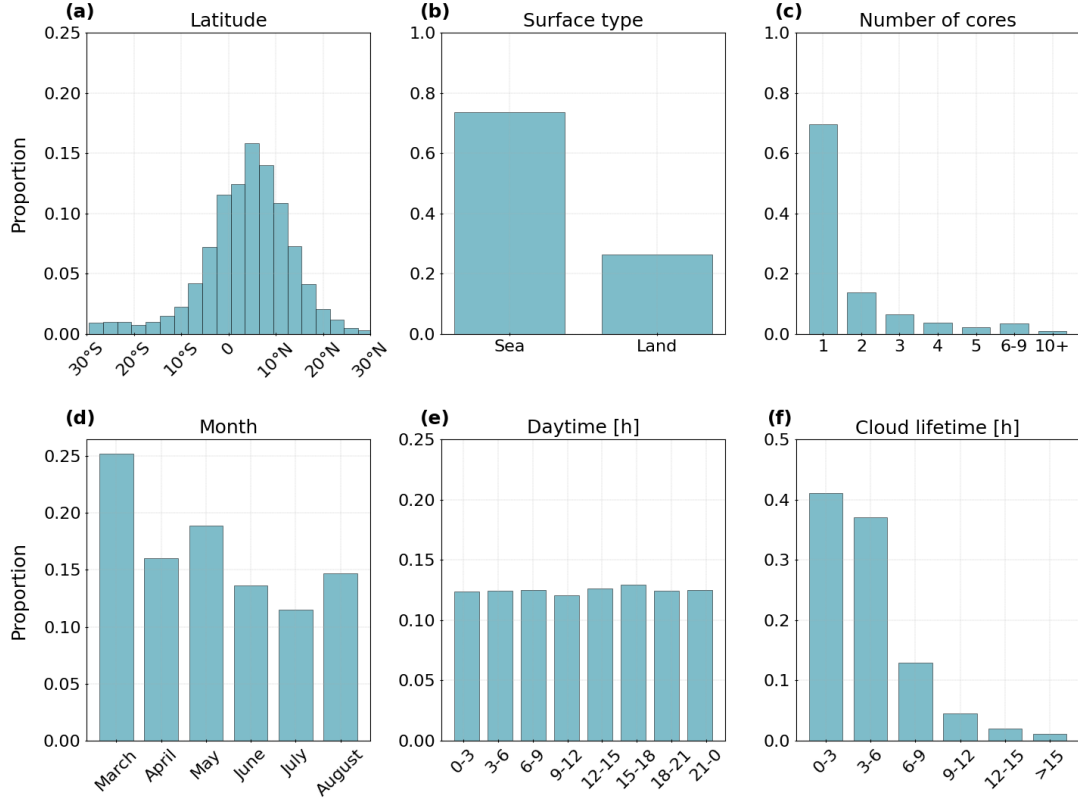 (a) Latitude
0.25
0.20
0.15
0.10
0.05
0.00
Proportion
30°S 20°S 10°S 0 10°N 20°N 30°N
(b) Surface type
1.0
0.8
0.6
0.4
0.2
0.0
Sea Land
(c) Number of cores
1.0
0.8
0.6
0.4
0.2
0.0
1 2 3 4 5 6-9 10+
(d) Month
0.25
0.20
0.15
0.10
0.05
0.00
Proportion
March April May June July August
(e) Daytime [h]
0.25
0.20
0.15
0.10
0.05
0.00
0-3 3-6 6-9 9-12 12-15 15-18 18-21 21-0
(f) Cloud lifetime [h]
0.5
0.4
0.3
0.2
0.1
0.0
0-3 3-6 6-9 9-12 12-15 >15